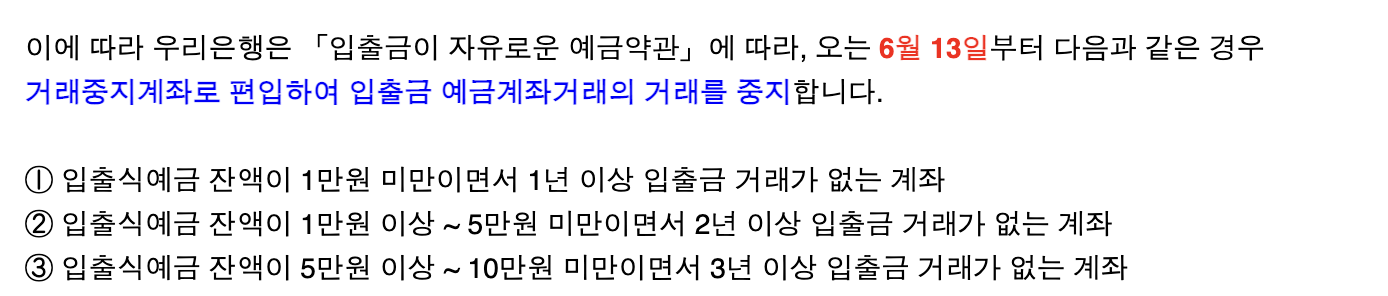 이에 따라 우리은행은 「입출금이 자유로운 예금약관」에 따라, 오는 6월 13일부터 다음과 같은 경우
거래중지계좌로 편입하여 입출금 예금계좌거래의 거래를 중지합니다.
① 입출식예금 잔액이 1만원 미만이면서 1년 이상 입출금 거래가 없는 계좌
② 입출식예금 잔액이 1만원 이상 ~ 5만원 미만이면서 2년 이상 입출금 거래가 없는 계좌
③ 입출식예금 잔액이 5만원 이상 ~ 10만원 미만이면서 3년 이상 입출금 거래가 없는 계좌